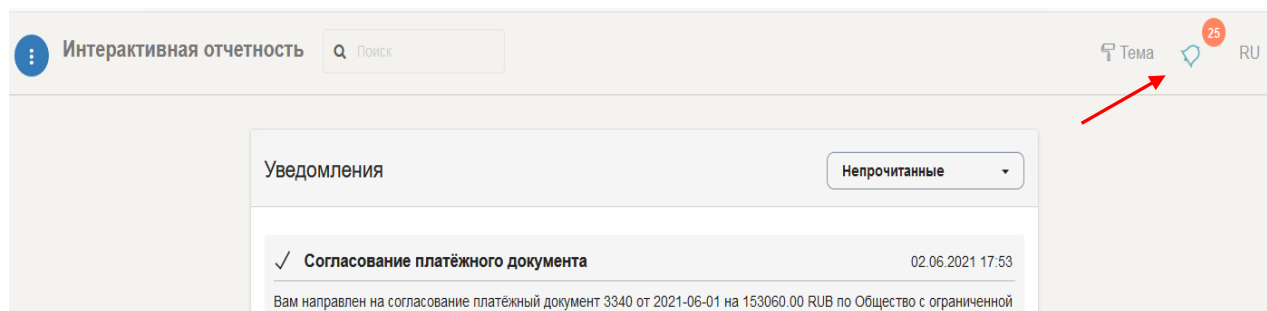 Интерактивная отчетность Поиск Тема 25 RU
Уведомления Непрочитанные
Согласование платёжного документа 02.06.2021 17:53
Вам направлен на согласование платёжный документ 3340 от 2021-06-01 на 153060.00 RUB по Общество с ограниченной